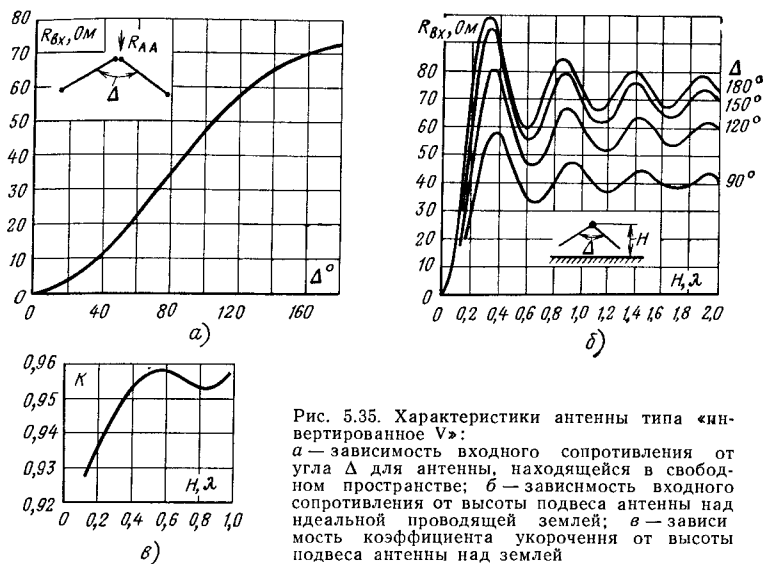 80
70
60
50
40
30
20
10
0
Rвх, Ом
RAA
Δ
0 40 80 120 160
Δ°
а)
Rвх, Ом
80
70
60
50
40
30
20
10
0
Δ
180°
150°
120°
90°
Δ
H
H, λ
0 0,2 0,4 0,6 0,8 1,0 1,2 1,4 1,6 1,8 2,0
б)
0,96
0,95
0,94
0,93
0,92
K
H, λ
0 0,2 0,4 0,6 0,8 1,0
в)
Рис. 5.35. Характеристики антенны типа «ин-
вертированное V»:
а — зависимость входного сопротивления от
угла Δ для антенны, находящейся в свобод-
ном пространстве; б — зависимость входного
сопротивления от высоты подвеса антенны над
идеальной проводящей землей; в — зависи
мость коэффициента укорочения от высоты
подвеса антенны над землей